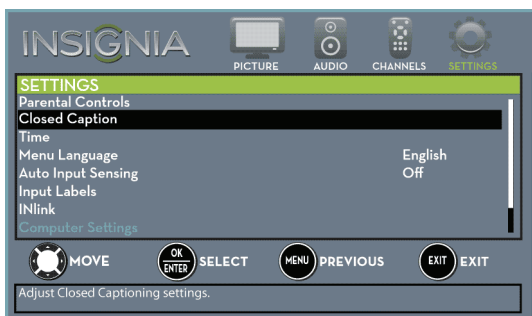 INSIGNIA
PICTURE AUDIO CHANNELS SETTINGS
SETTINGS
Parental Controls
Closed Caption
Time
Menu Language English
Auto Input Sensing Off
Input Labels
INlink
Computer Settings
MOVE OK ENTER SELECT MENU PREVIOUS EXIT EXIT
Adjust Closed Captioning settings.